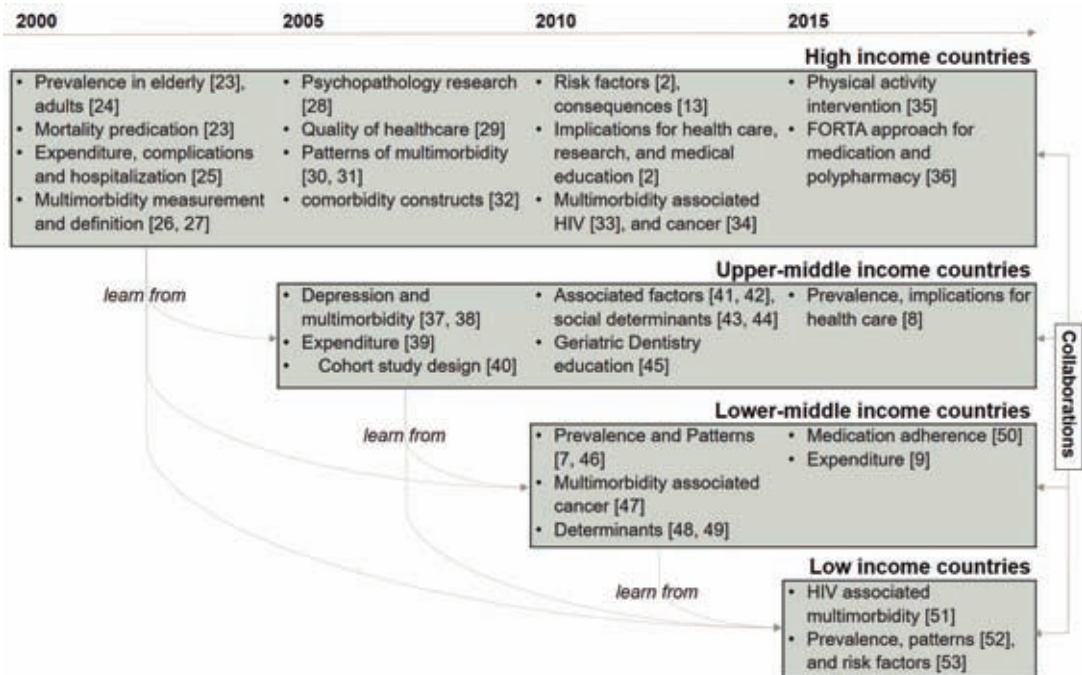 2000 2005 2010 2015
High income countries
• Prevalence in elderly [23],
adults [24]
• Mortality predication [23]
• Expenditure, complications
and hospitalization [25]
• Multimorbidity measurement
and definition [26, 27]
• Psychopathology research
[28]
• Quality of healthcare [29]
• Patterns of multimorbidity
[30, 31]
• comorbidity constructs [32]
• Risk factors [2],
consequences [13]
• Implications for health care,
research, and medical
education [2]
• Multimorbidity associated
HIV [33], and cancer [34]
• Physical activity
intervention [35]
• FORTA approach for
medication and
polypharmacy [36]
learn from
Upper-middle income countries
• Depression and
multimorbidity [37, 38]
• Expenditure [39]
• Cohort study design [40]
• Associated factors [41, 42],
social determinants [43, 44]
• Geriatric Dentistry
education [45]
• Prevalence, implications for
health care [8]
Collaborations
learn from
Lower-middle income countries
• Prevalence and Patterns
[7, 46]
• Multimorbidity associated
cancer [47]
• Determinants [48, 49]
• Medication adherence [50]
• Expenditure [9]
learn from
Low income countries
• HIV associated
multimorbidity [51]
• Prevalence, patterns [52],
and risk factors [53]